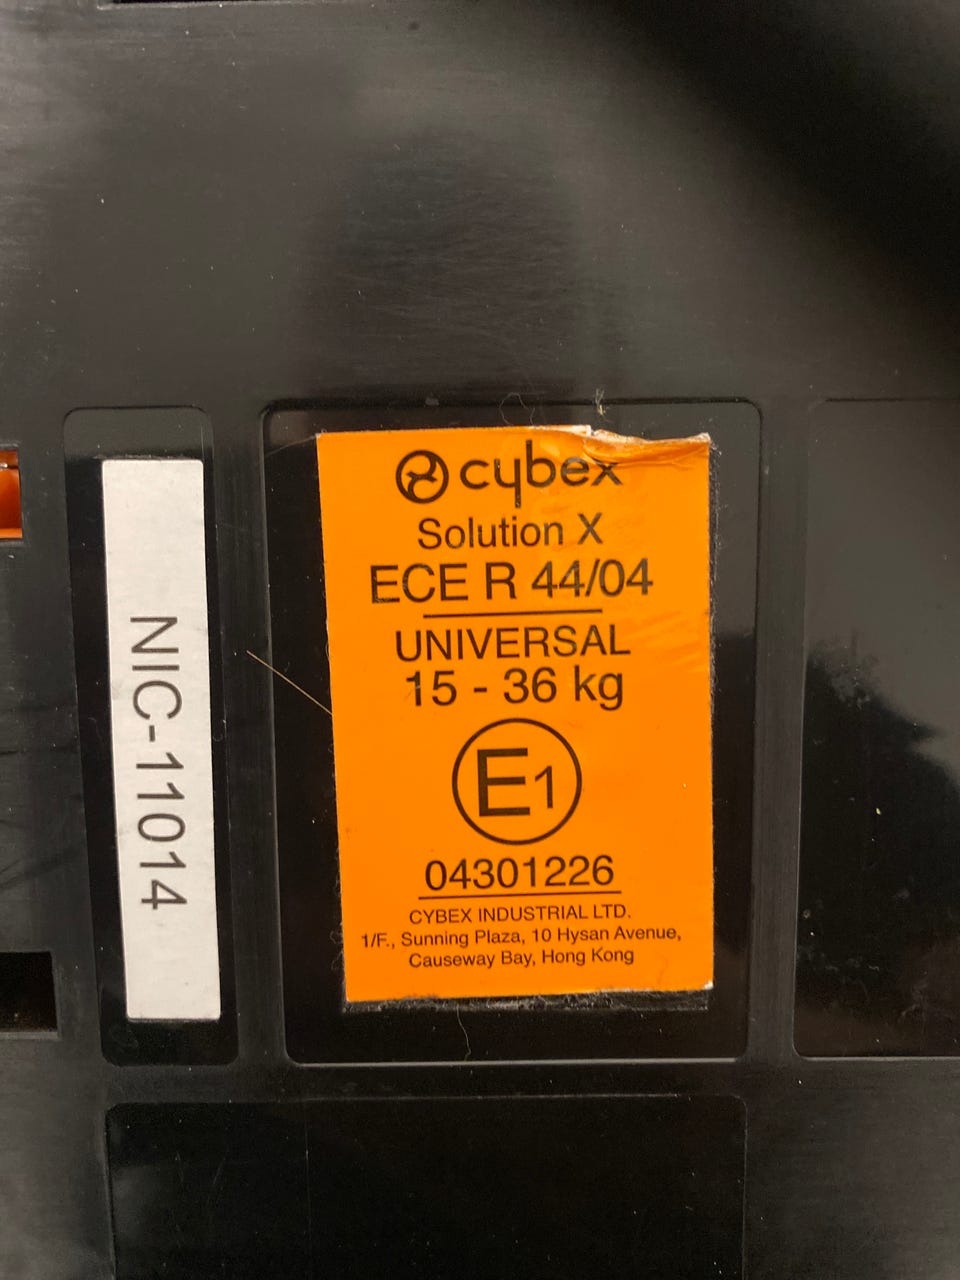 NIC-11014
cybex
Solution X
ECE R 44/04
UNIVERSAL
15 - 36 kg
E1
04301226
CYBEX INDUSTRIAL LTD.
1/F., Sunning Plaza, 10 Hysan Avenue,
Causeway Bay, Hong Kong